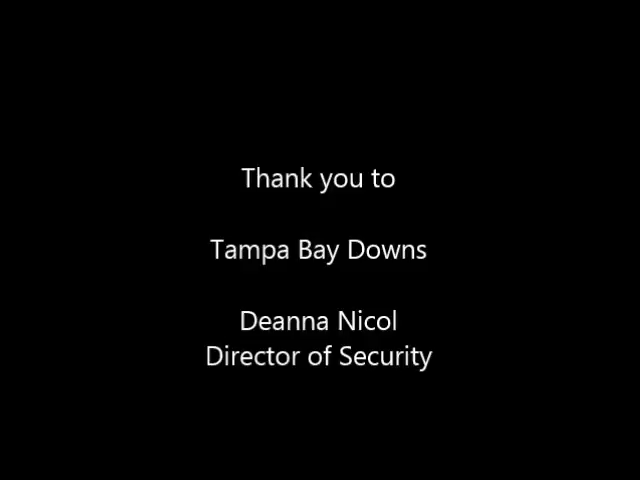 Thank you to
Tampa Bay Downs
Deanna Nicol
Director of Security